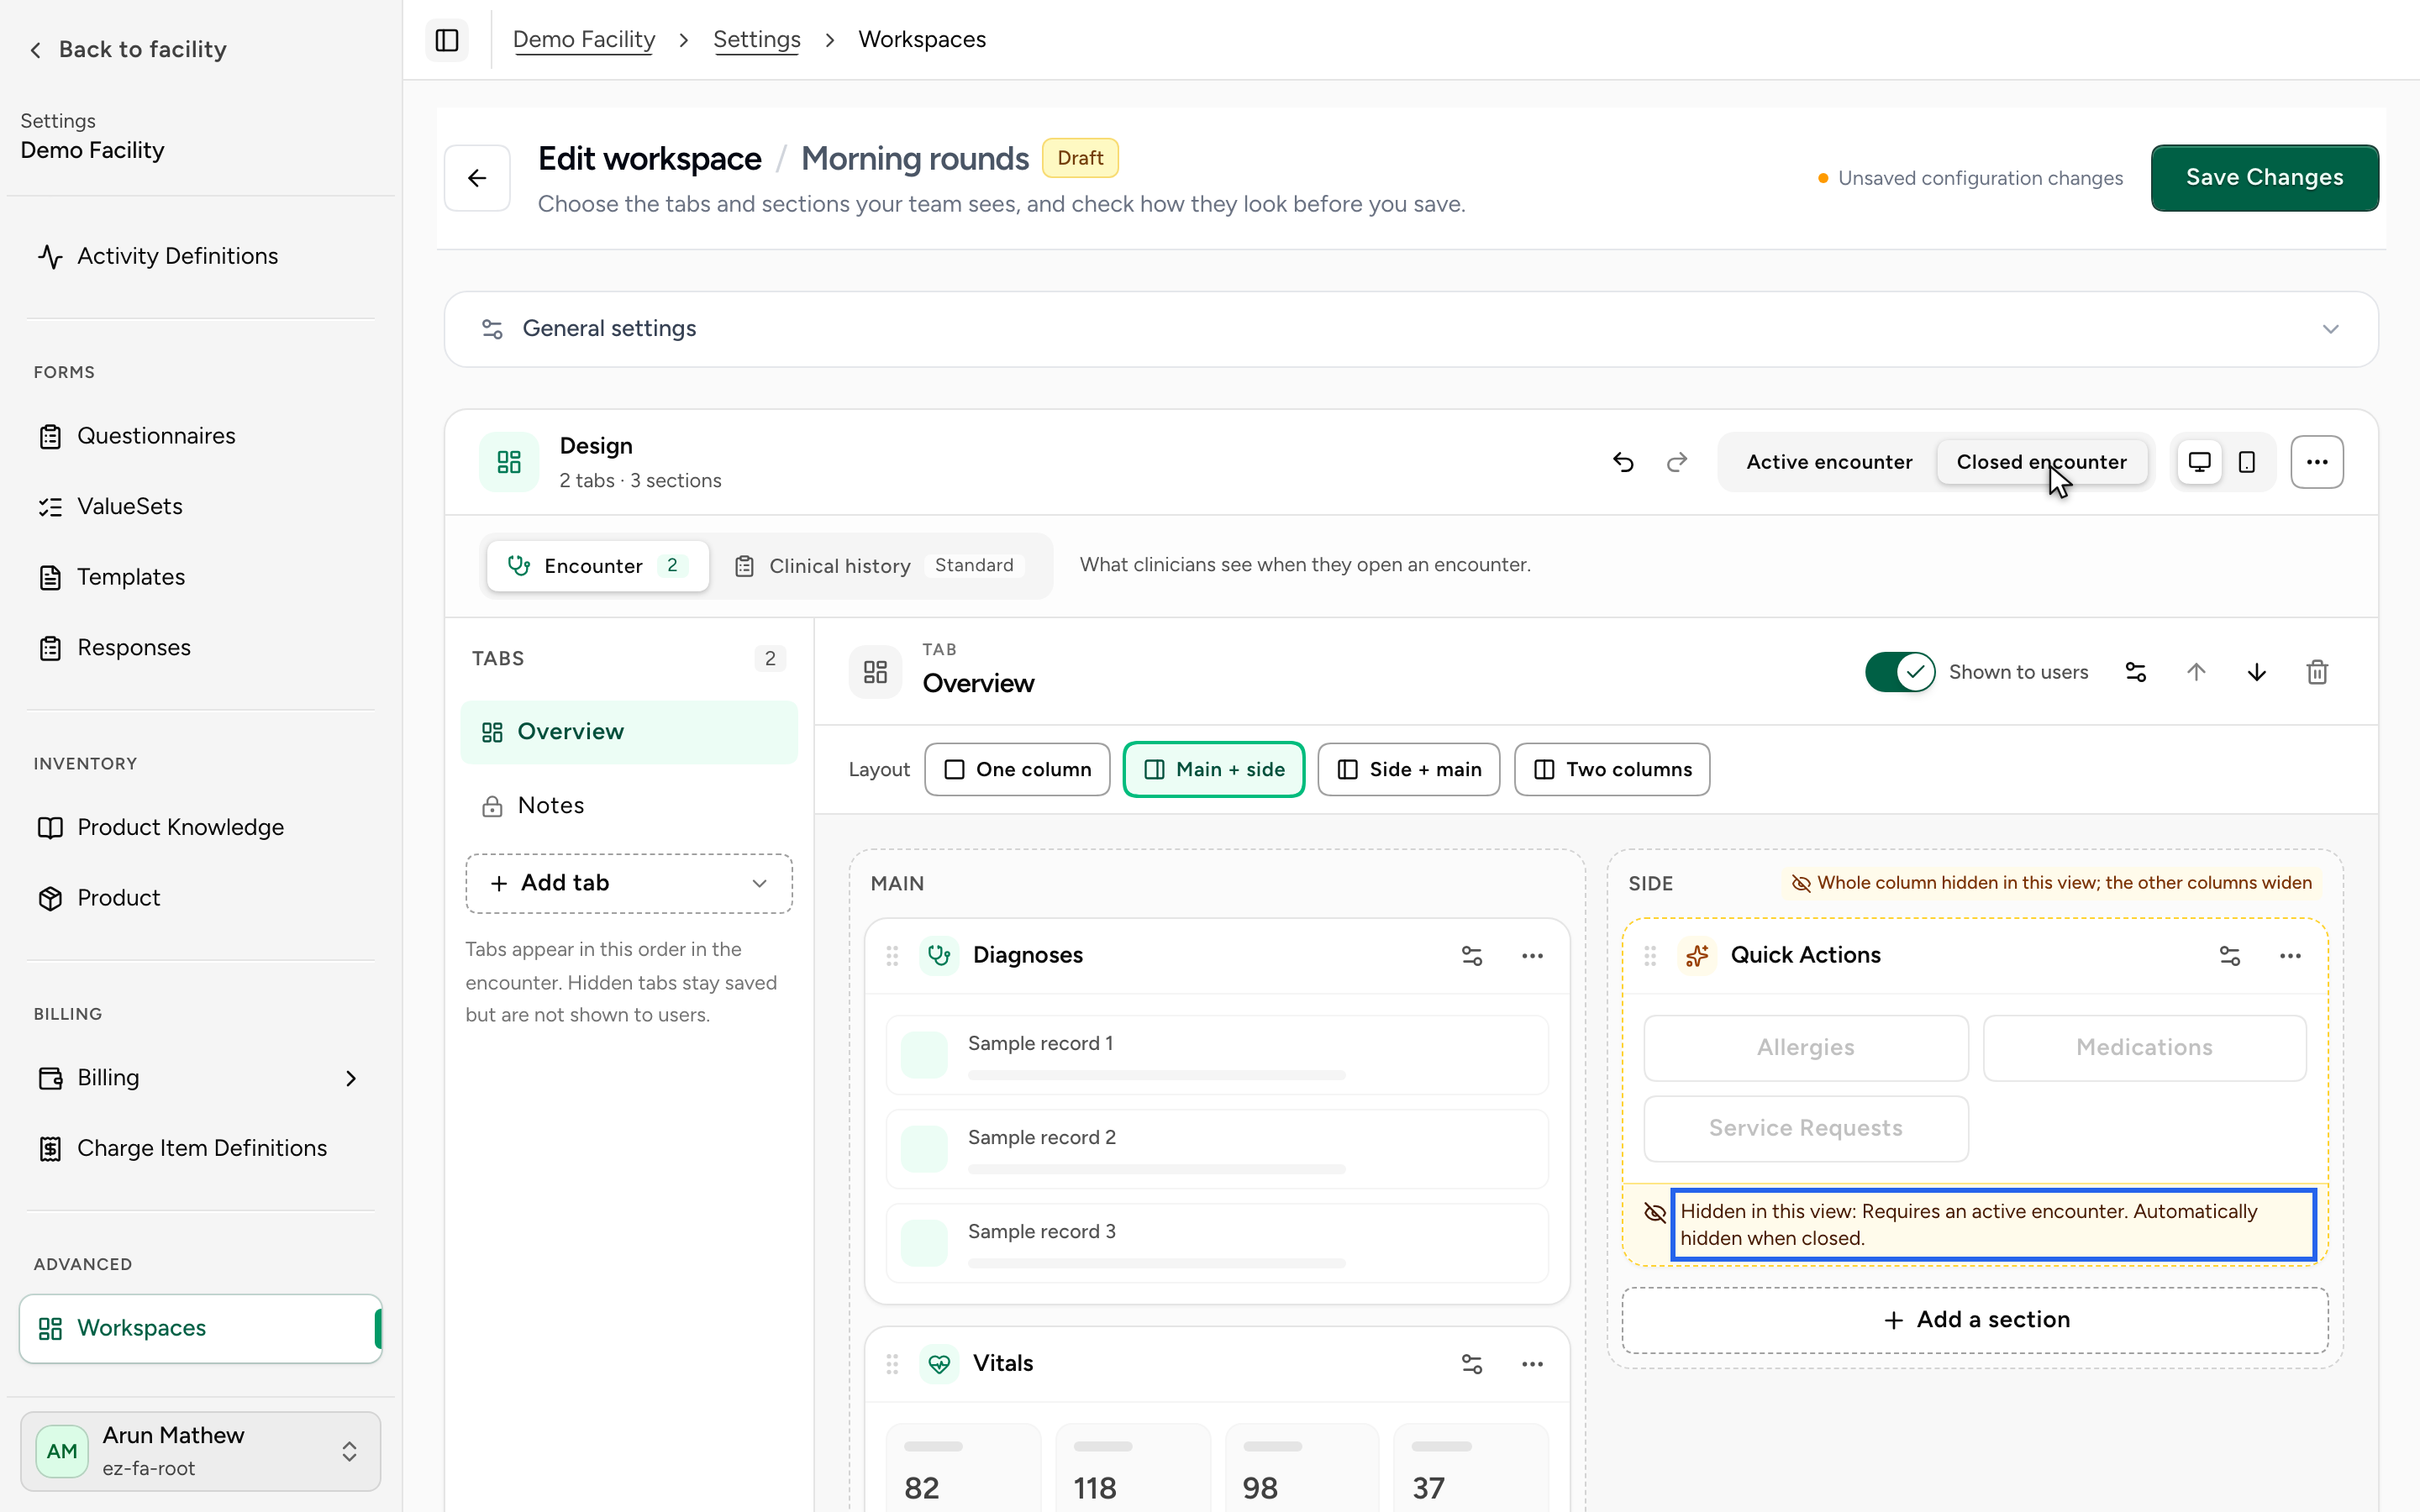 Back to facility
Settings
Demo Facility
Activity Definitions
FORMS
Questionnaires
ValueSets
Templates
Responses
INVENTORY
Product Knowledge
Product
BILLING
Billing
Charge Item Definitions
ADVANCED
Workspaces
AM
Arun Mathew
ez-fa-root
Demo Facility
Settings
Workspaces
Edit workspace / Morning rounds
Draft
Choose the tabs and sections your team sees, and check how they look before you save.
Unsaved configuration changes
Save Changes
General settings
Design
2 tabs · 3 sections
Active encounter
Closed encounter
Encounter 2
Clinical history Standard
What clinicians see when they open an encounter.
TABS 2
Overview
Notes
Add tab
Tabs appear in this order in the
encounter. Hidden tabs stay saved
but are not shown to users.
TAB
Overview
Shown to users
Layout
One column
Main + side
Side + main
Two columns
MAIN
Diagnoses
Sample record 1
Sample record 2
Sample record 3
Vitals
82
118
98
37
SIDE
Whole column hidden in this view; the other columns widen
Quick Actions
Allergies
Medications
Service Requests
Hidden in this view: Requires an active encounter. Automatically
hidden when closed.
Add a section